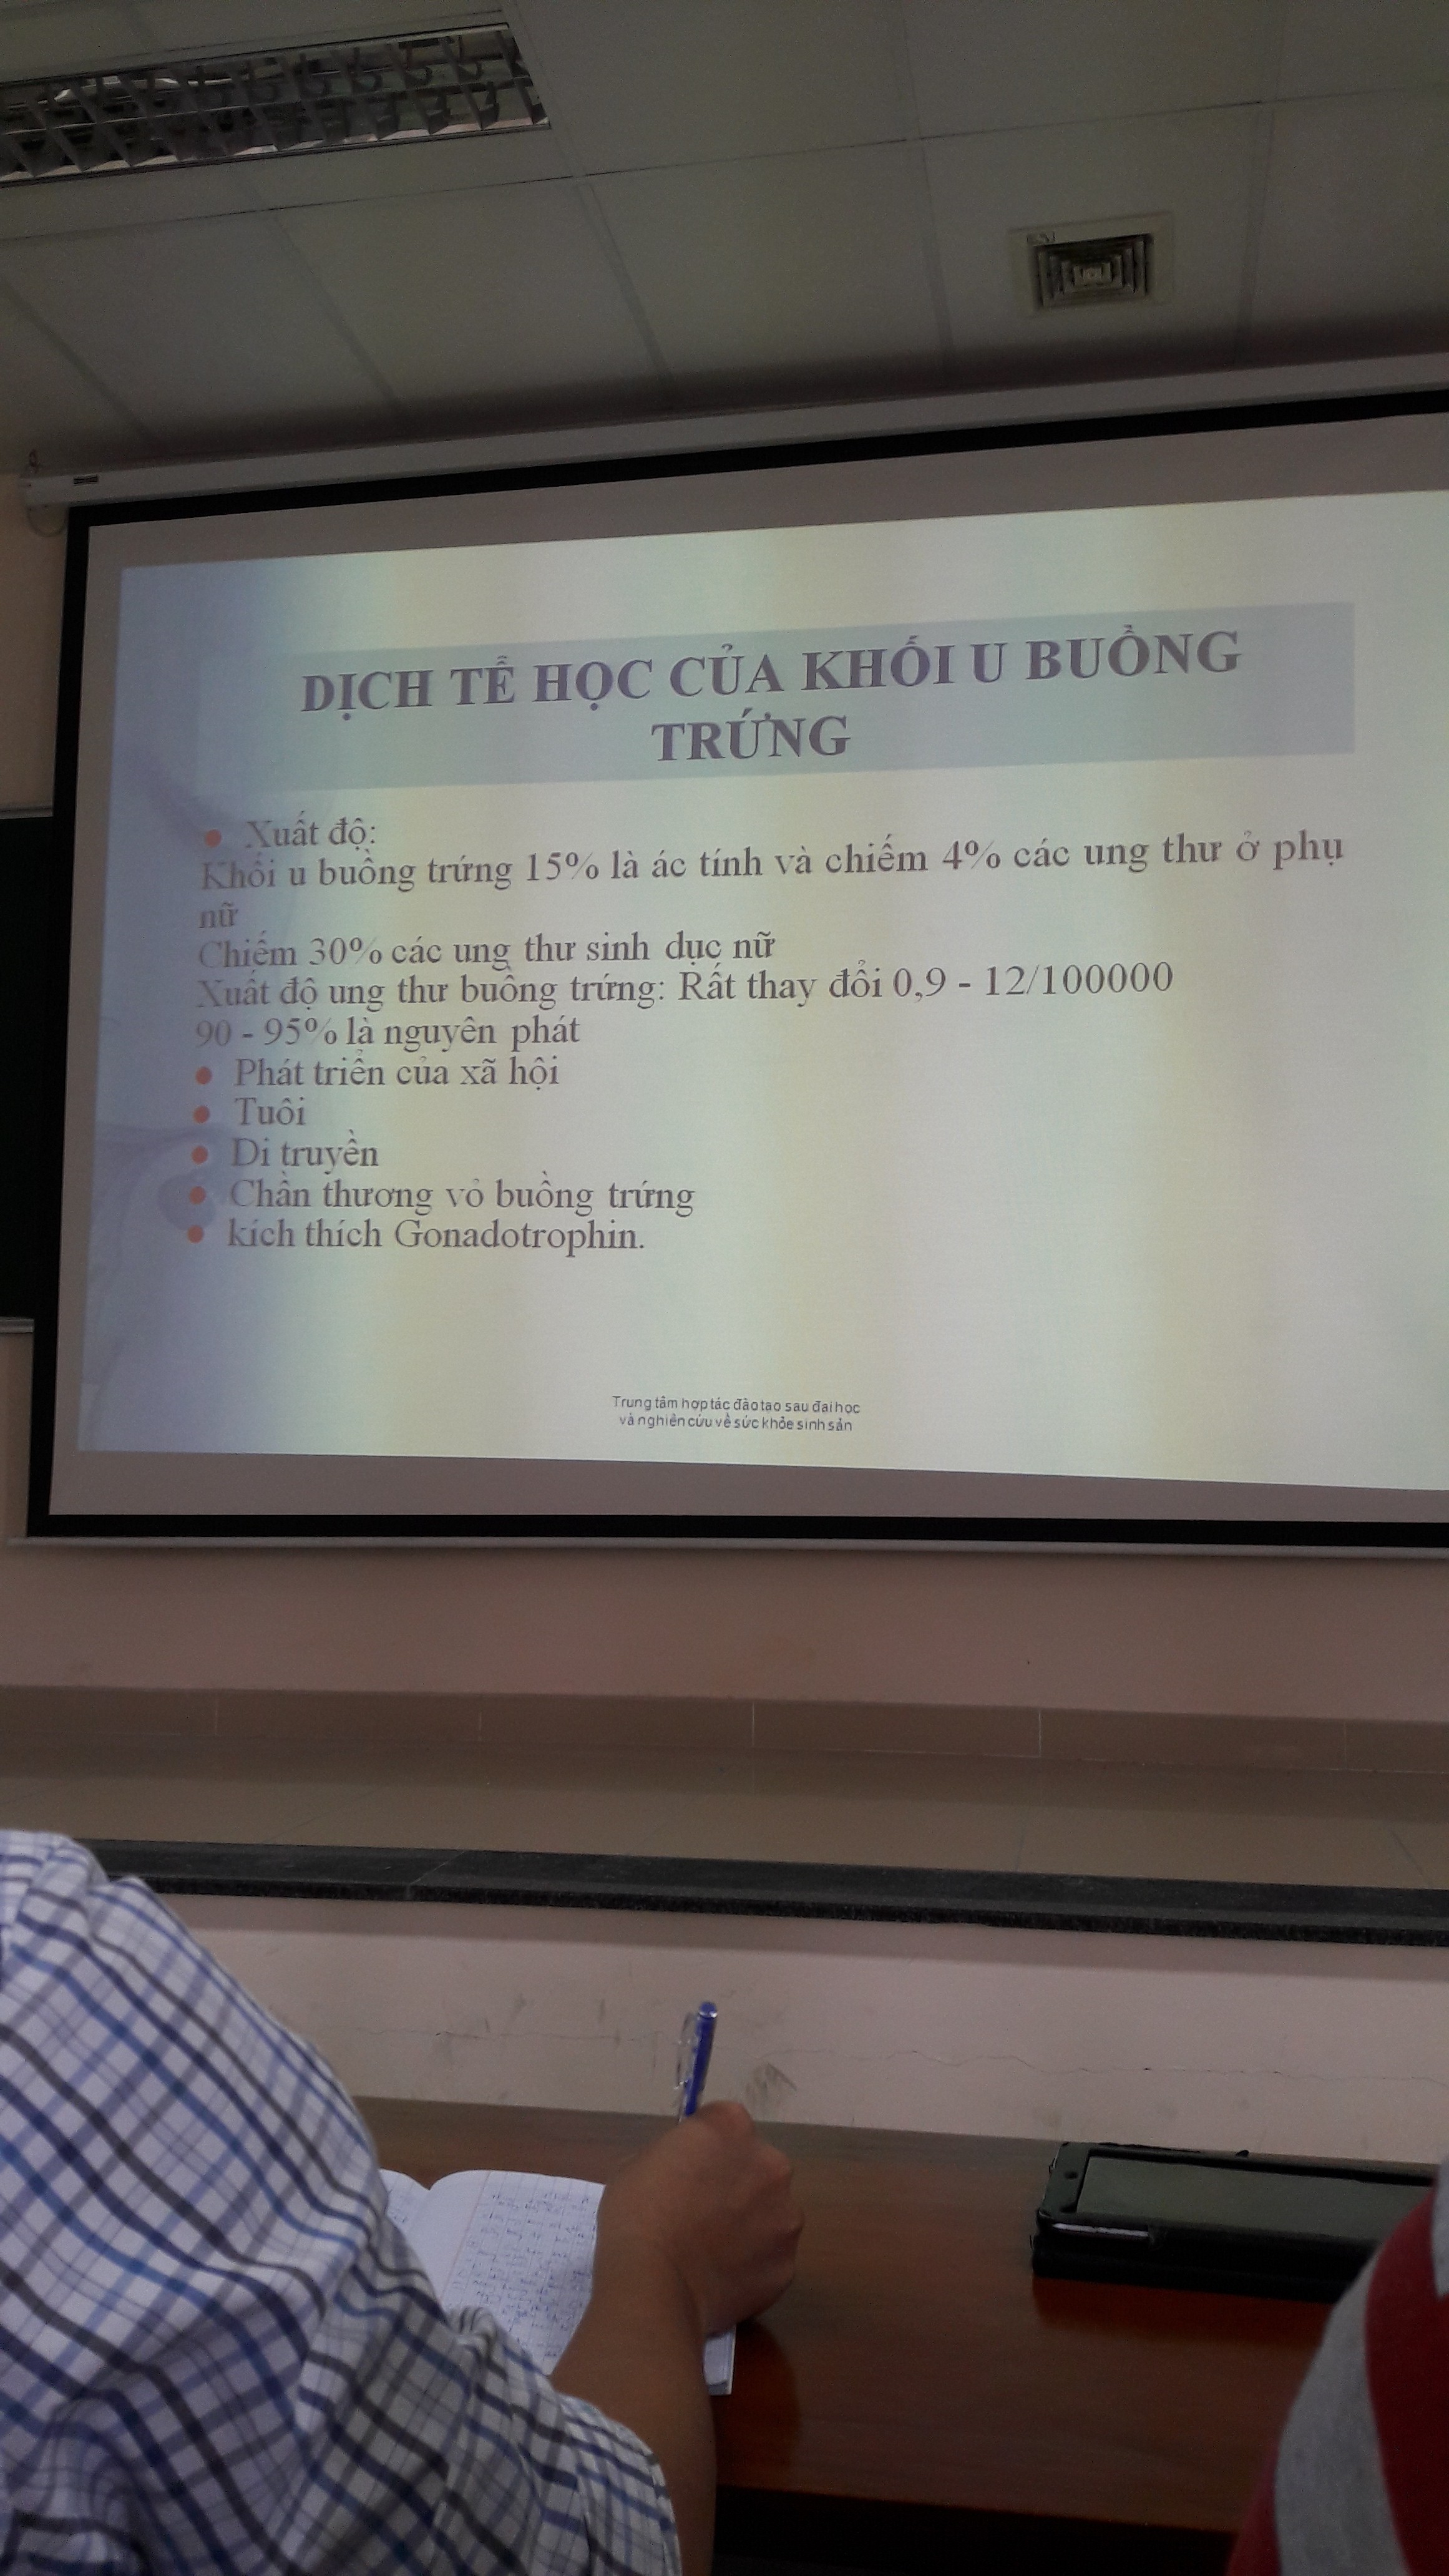 DỊCH TỄ HỌC CỦA KHỐI U BUỒNG
TRỨNG
Xuất độ:
Khối u buồng trứng 15% là ác tính và chiếm 4% các ung thư ở phụ
nữ
Chiếm 30% các ung thư sinh dục nữ
Xuất độ ung thư buồng trứng: Rất thay đổi 0,9 - 12/100000
90 - 95% là nguyên phát
Phát triển của xã hội
Tuổi
Di truyền
Chấn thương vỏ buồng trứng
kích thích Gonadotrophin.
Trung tâm hợp tác đào tạo sau đại học
và nghiên cứu về sức khỏe sinh sản